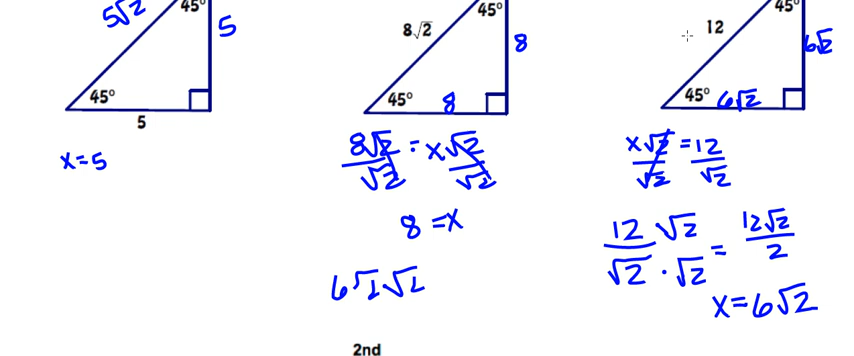 5√2
45°
5
45°
5
x=5
8√2
45°
8
45°
8
8√2/√2 = x√2/√2
8 = x
6√2√2
12
45°
6√2
45°
6√2
x√2/√2 = 12/√2
12/√2 · √2/√2 = 12√2/2
x=6√2
2nd